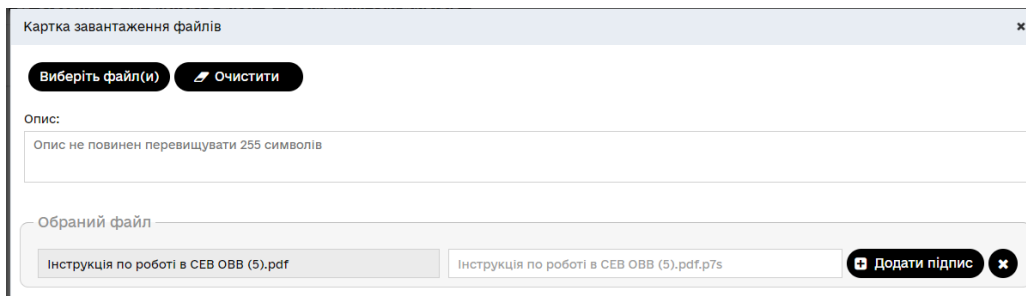 Картка завантаження файлів
Виберіть файл(и) Очистити
Опис:
Опис не повинен перевищувати 255 символів
Обраний файл
Інструкція по роботі в СЕВ ОВВ (5).pdf Інструкція по роботі в СЕВ ОВВ (5).pdf.p7s Додати підпис